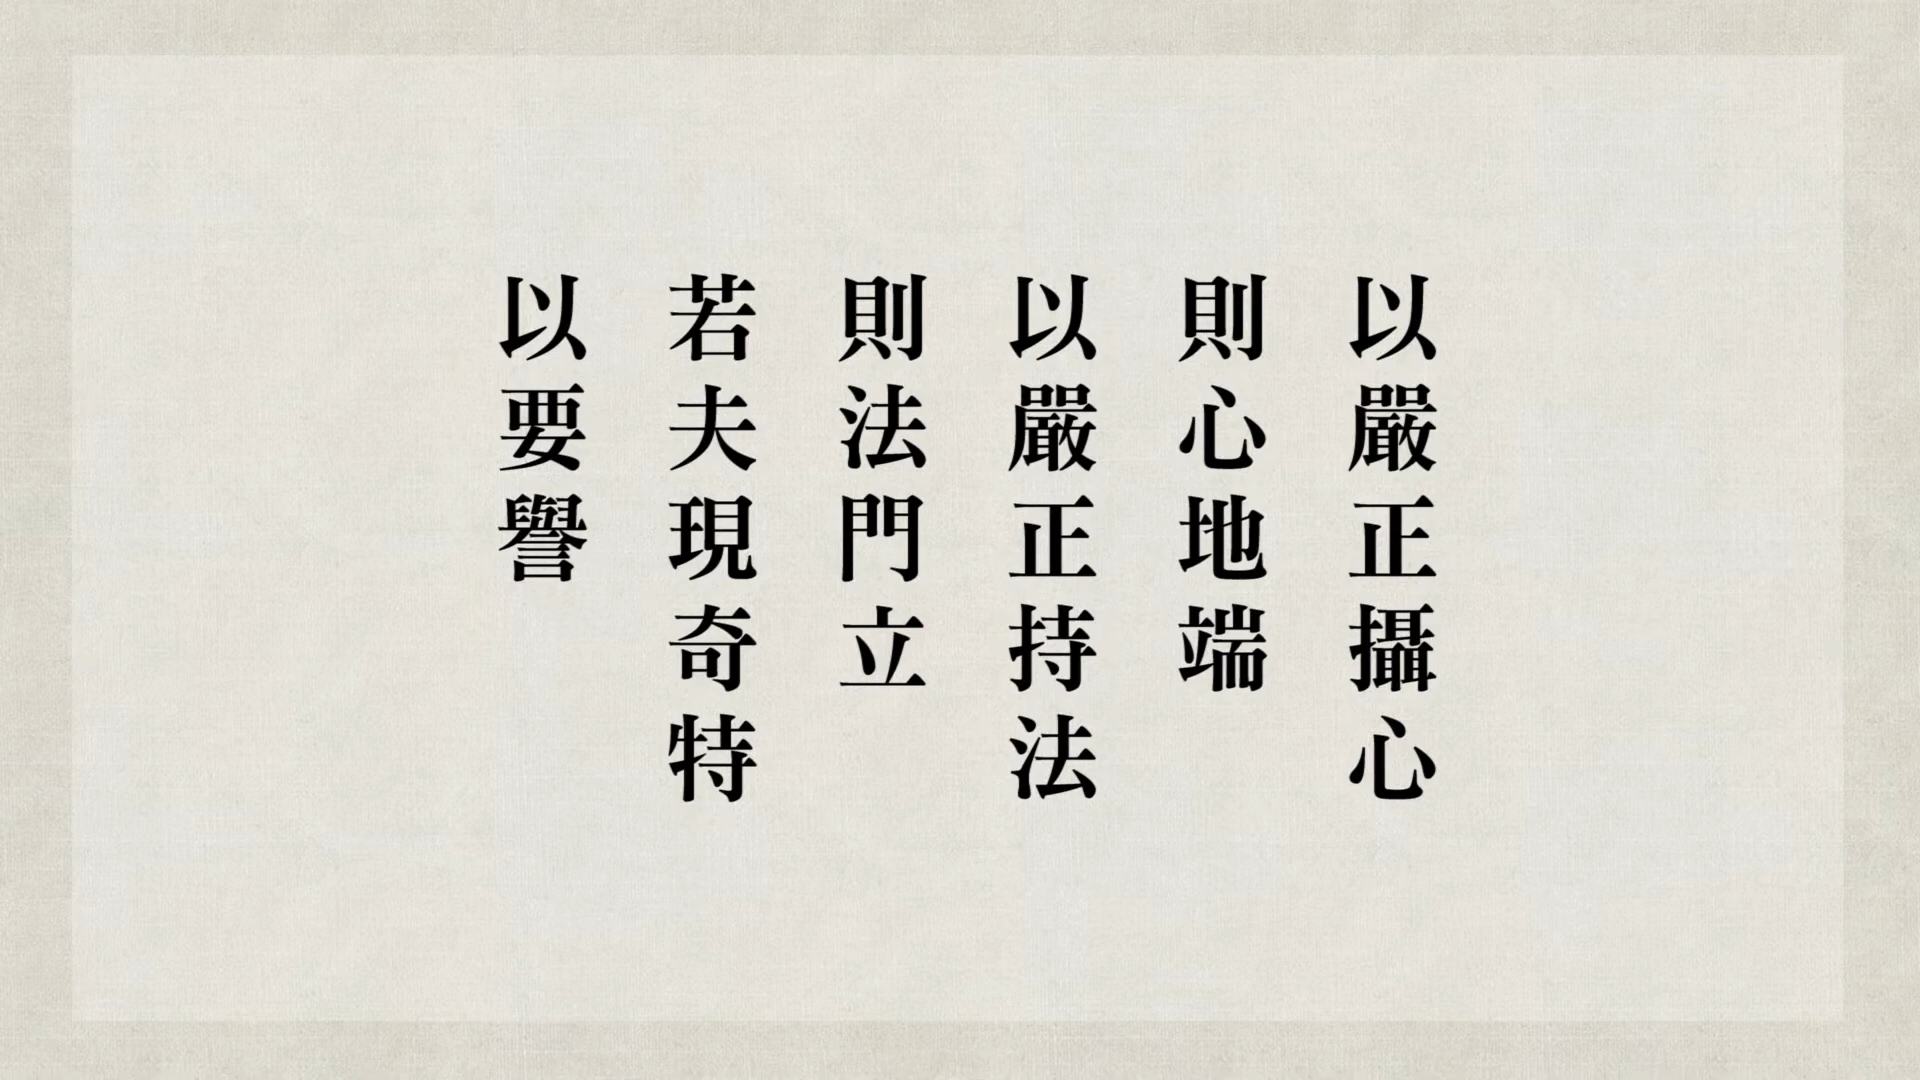 以嚴正攝心
則心地端
以嚴正持法
則法門立
若夫現奇特
以要譽